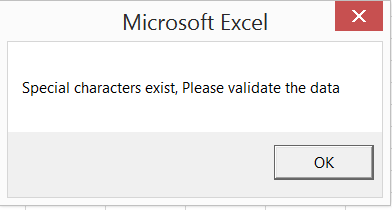 Microsoft Excel
Special characters exist, Please validate the data
OK